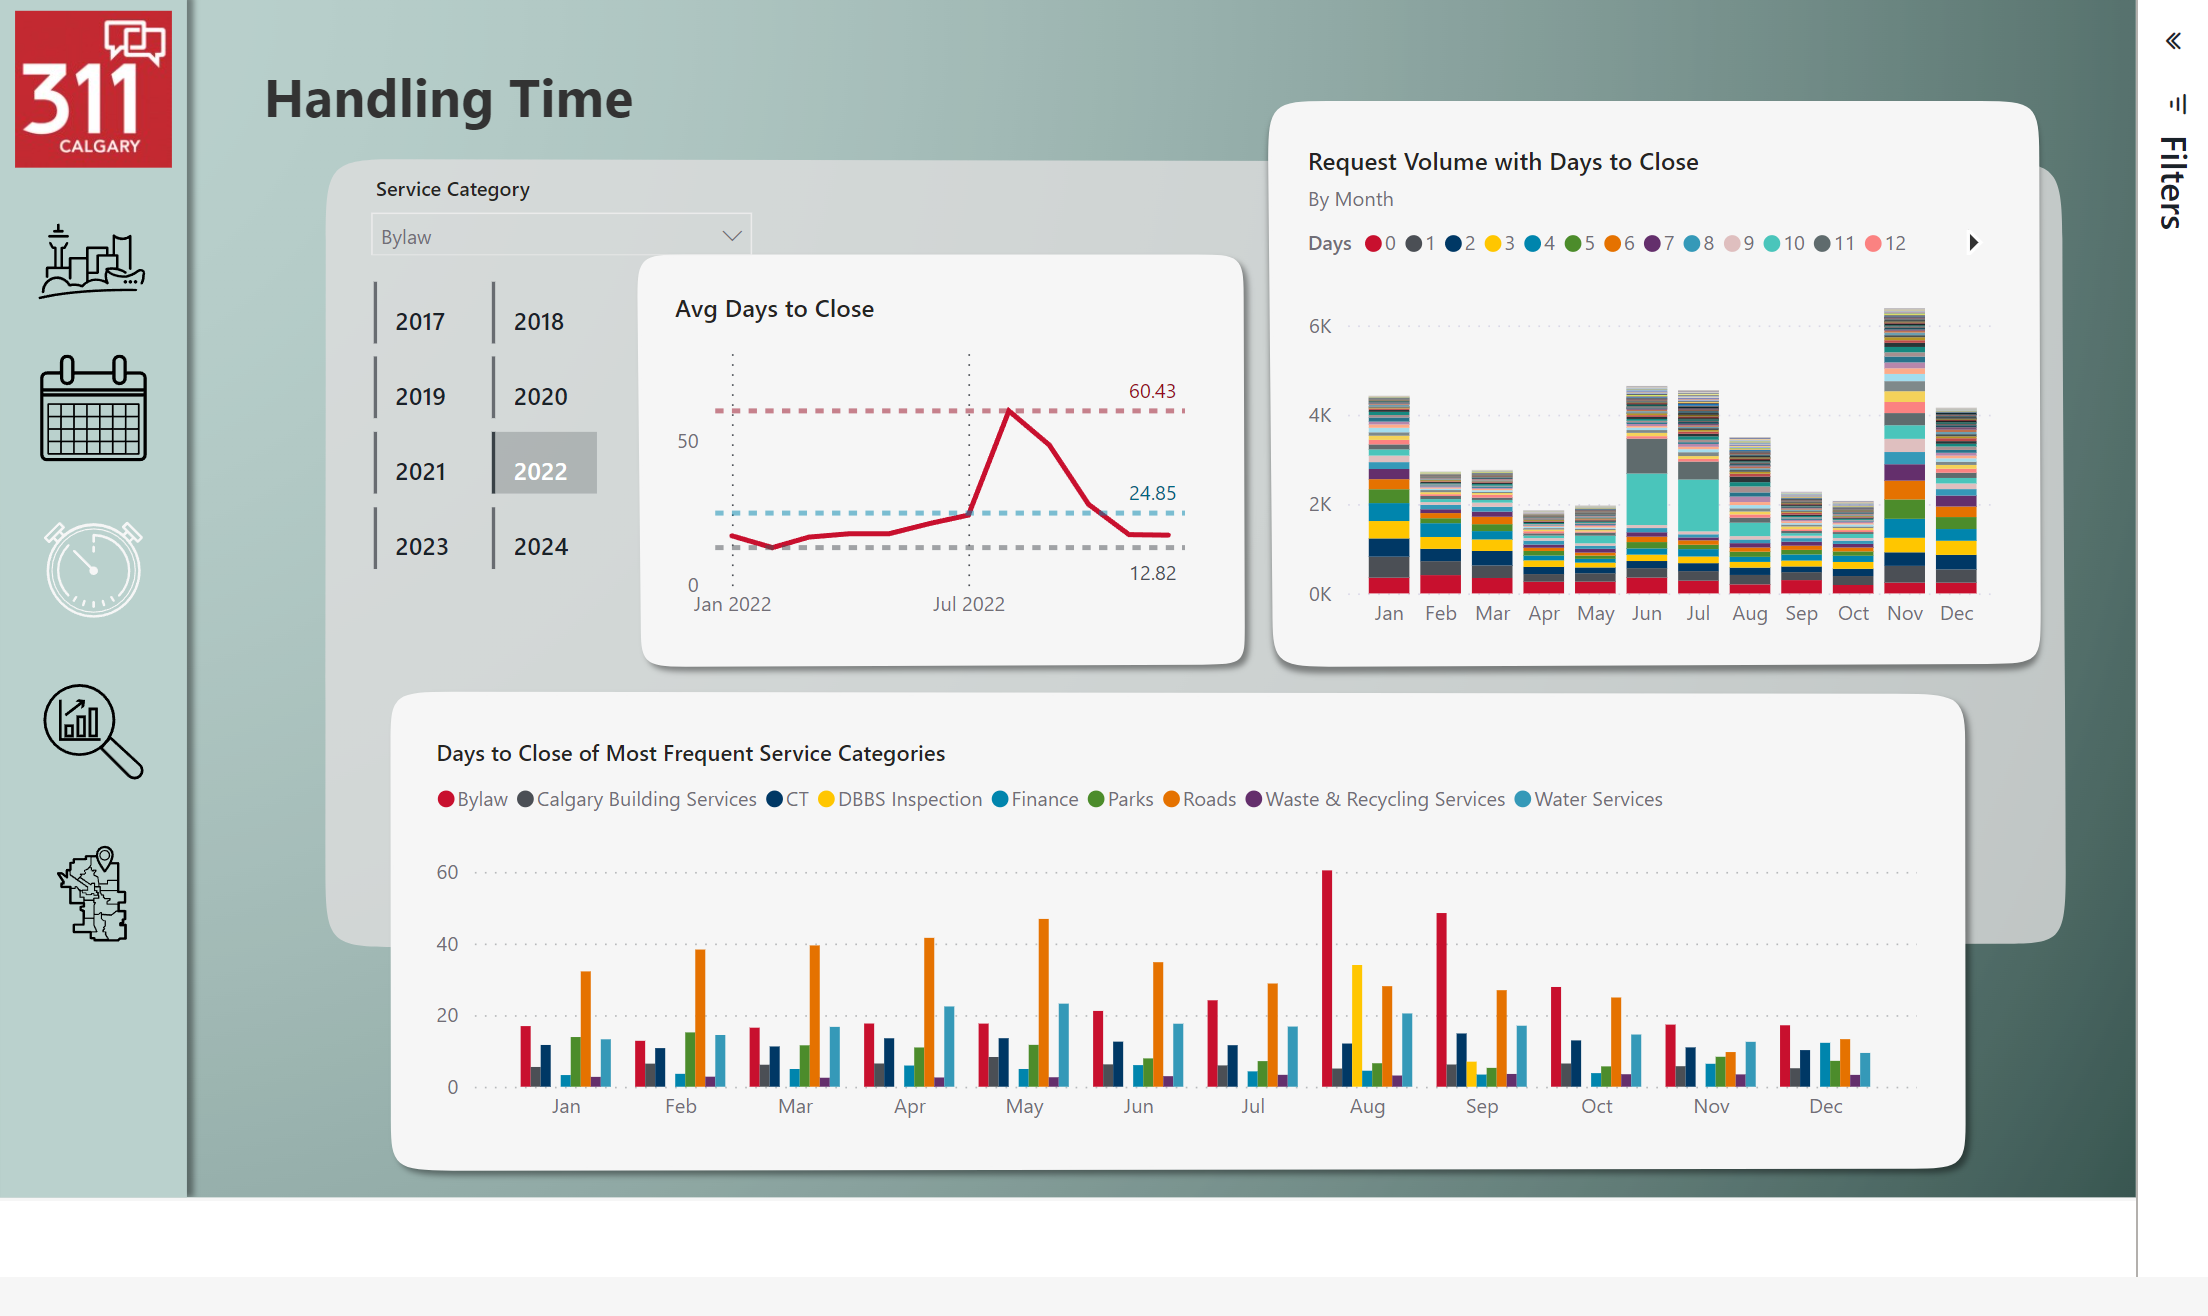 311
CALGARY
Handling Time
Service Category
Bylaw
2017 2018
2019 2020
2021 2022
2023 2024
Avg Days to Close
60.43
50
24.85
12.82
0
Jan 2022 Jul 2022
Request Volume with Days to Close
By Month
Days 0 1 2 3 4 5 6 7 8 9 10 11 12
6K
4K
2K
0K
Jan Feb Mar Apr May Jun Jul Aug Sep Oct Nov Dec
Days to Close of Most Frequent Service Categories
Bylaw Calgary Building Services CT DBBS Inspection Finance Parks Roads Waste & Recycling Services Water Services
60
40
20
0
Jan Feb Mar Apr May Jun Jul Aug Sep Oct Nov Dec
Filters